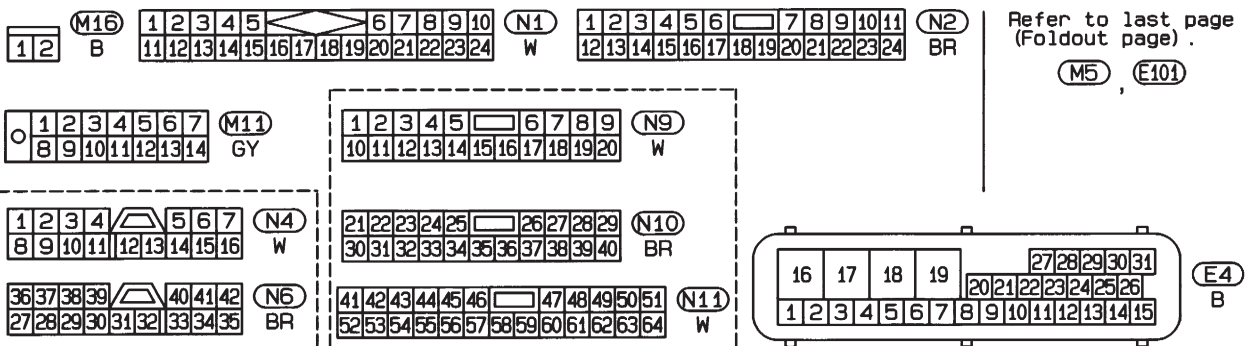 1 2 M16 B
1 2 3 4 5 6 7 8 9 10 N1 W
11 12 13 14 15 16 17 18 19 20 21 22 23 24
1 2 3 4 5 6 7 8 9 10 11 N2 BR
12 13 14 15 16 17 18 19 20 21 22 23 24
Refer to last page
(Foldout page) .
M5 , E101
1 2 3 4 5 6 7 M11 GY
8 9 10 11 12 13 14
1 2 3 4 5 6 7 8 9 N9 W
10 11 12 13 14 15 16 17 18 19 20
1 2 3 4 5 6 7 N4 W
8 9 10 11 12 13 14 15 16
21 22 23 24 25 26 27 28 29 N10 BR
30 31 32 33 34 35 36 37 38 39 40
36 37 38 39 40 41 42 N6 BR
27 28 29 30 31 32 33 34 35
41 42 43 44 45 46 47 48 49 50 51 N11 W
52 53 54 55 56 57 58 59 60 61 62 63 64
16 17 18 19 27 28 29 30 31 E4 B
20 21 22 23 24 25 26
1 2 3 4 5 6 7 8 9 10 11 12 13 14 15